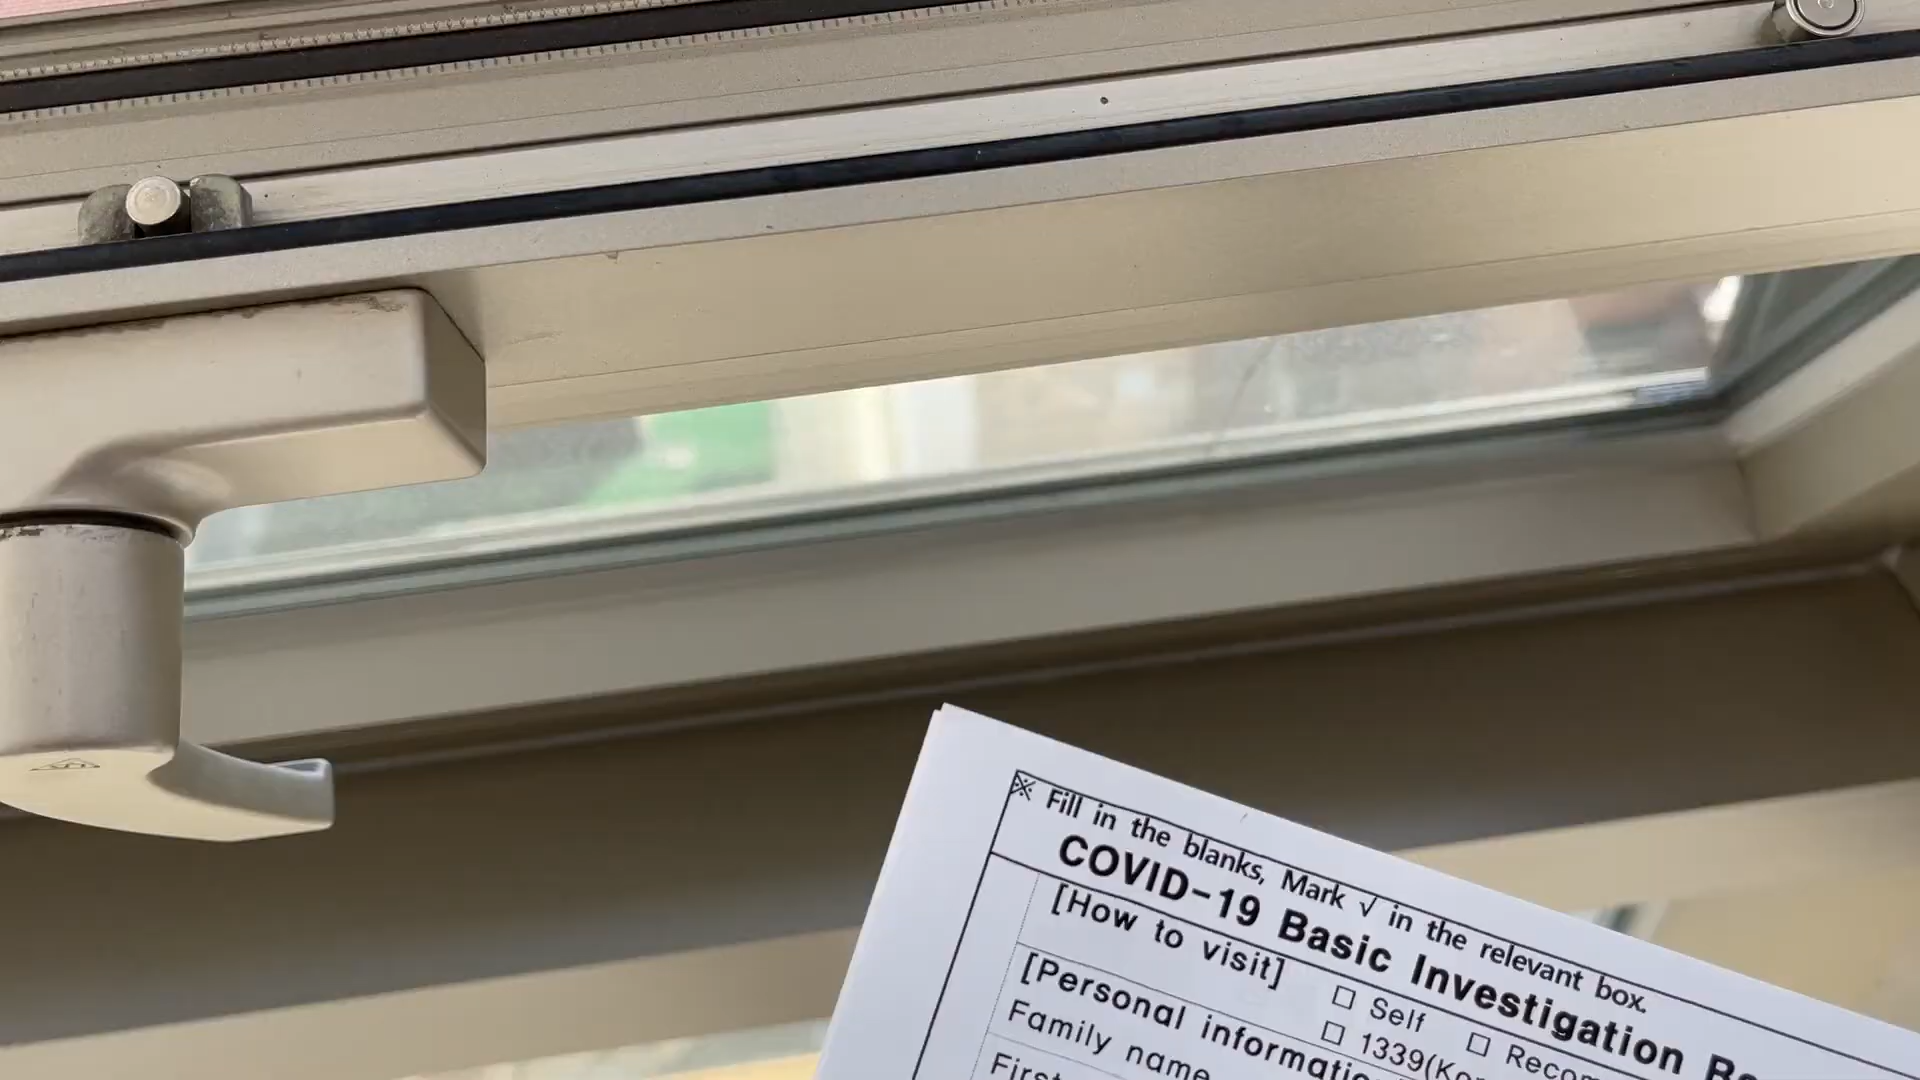 ※ Fill in the blanks, Mark √ in the relevant box.
COVID-19 Basic Investigation
[How to visit]
□ Self □
□ 1339(
[Personal
Family name
First